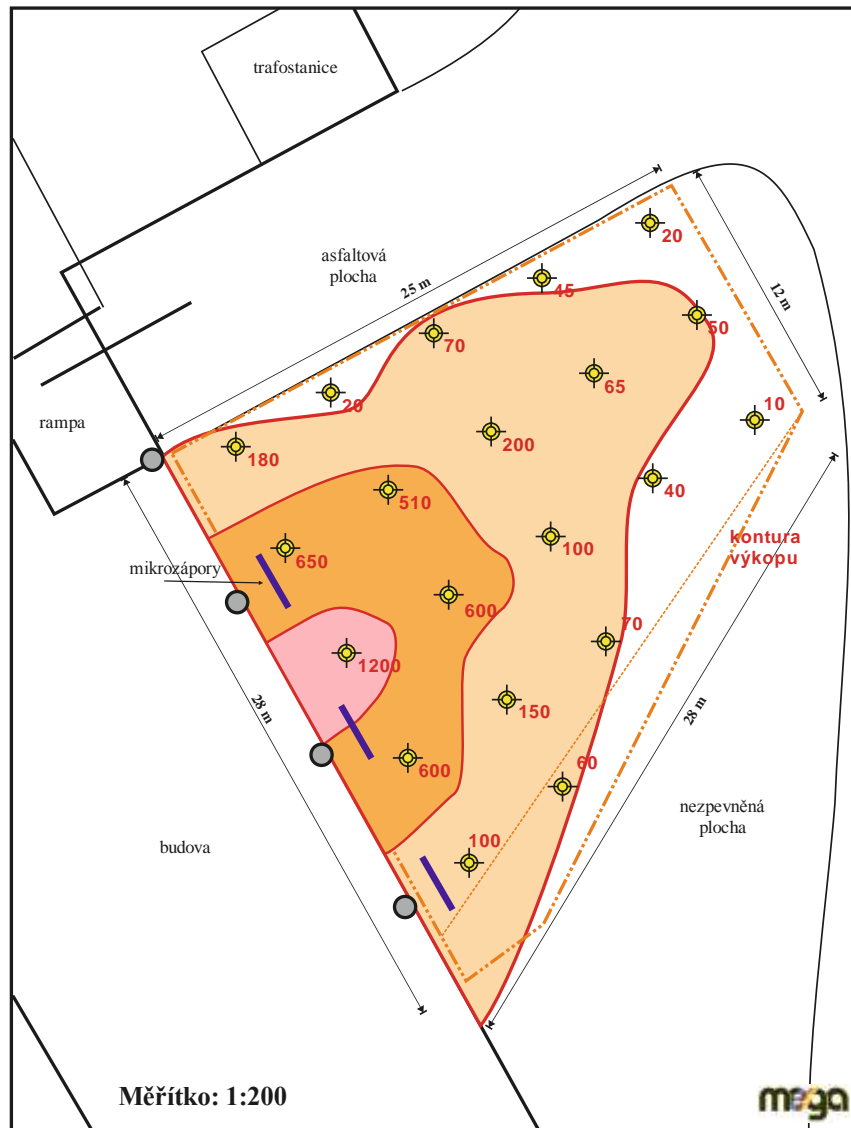 trafostanice
20
asfaltová
plocha
25 m
12 m
45
50
70
65
20
10
rampa
200
180
40
510
100
kontura
výkopu
650
mikrozápory
600
70
1200
28 m
150
28 m
600
60
nezpevněná
plocha
budova
100
Měřítko: 1:200
mega